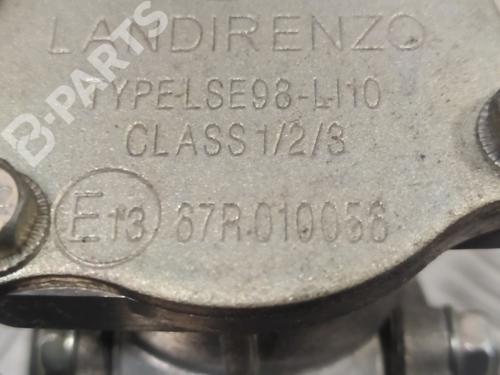 LANDIRENZO
TYPE-LSE98-LI10
CLASS 1/2/3
E13 67R-010056
B-PARTS